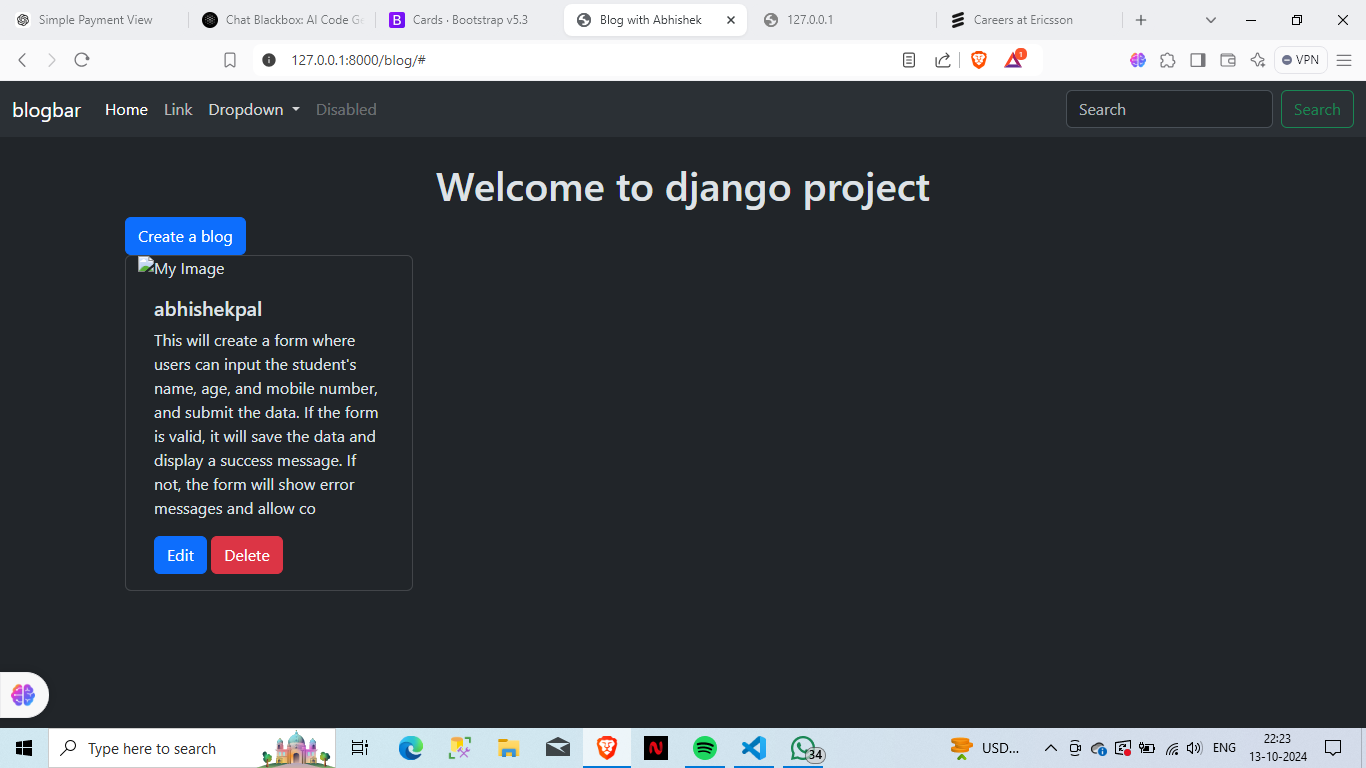 Simple Payment View
Chat Blackbox: AI Code Ge
B Cards · Bootstrap v5.3
Blog with Abhishek
127.0.0.1
Careers at Ericsson
127.0.0.1:8000/blog/#
1
VPN
blogbar Home Link Dropdown Disabled Search Search
Welcome to django project
Create a blog
My Image
abhishekpal
This will create a form where
users can input the student's
name, age, and mobile number,
and submit the data. If the form
is valid, it will save the data and
display a success message. If
not, the form will show error
messages and allow co
Edit Delete
Type here to search
N
34
USD...
ENG
22:23
13-10-2024